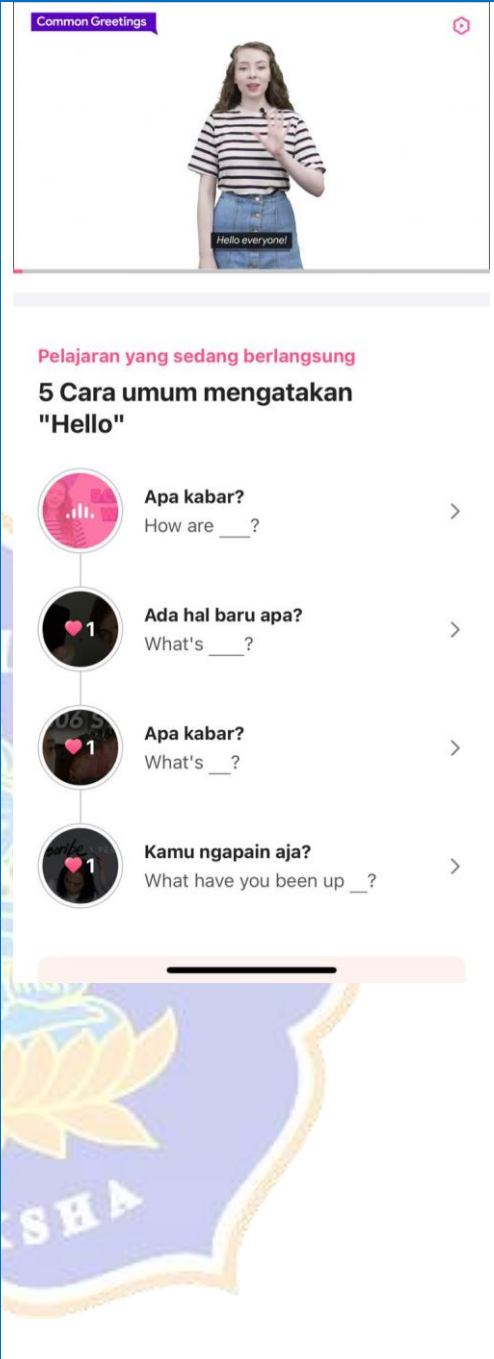 Common Greetings
Hello everyone!
Pelajaran yang sedang berlangsung
5 Cara umum mengatakan
"Hello"
Apa kabar?
How are ___?
1
Ada hal baru apa?
What's ____?
1
Apa kabar?
What's __?
1
Kamu ngapain aja?
What have you been up __?
KSHA